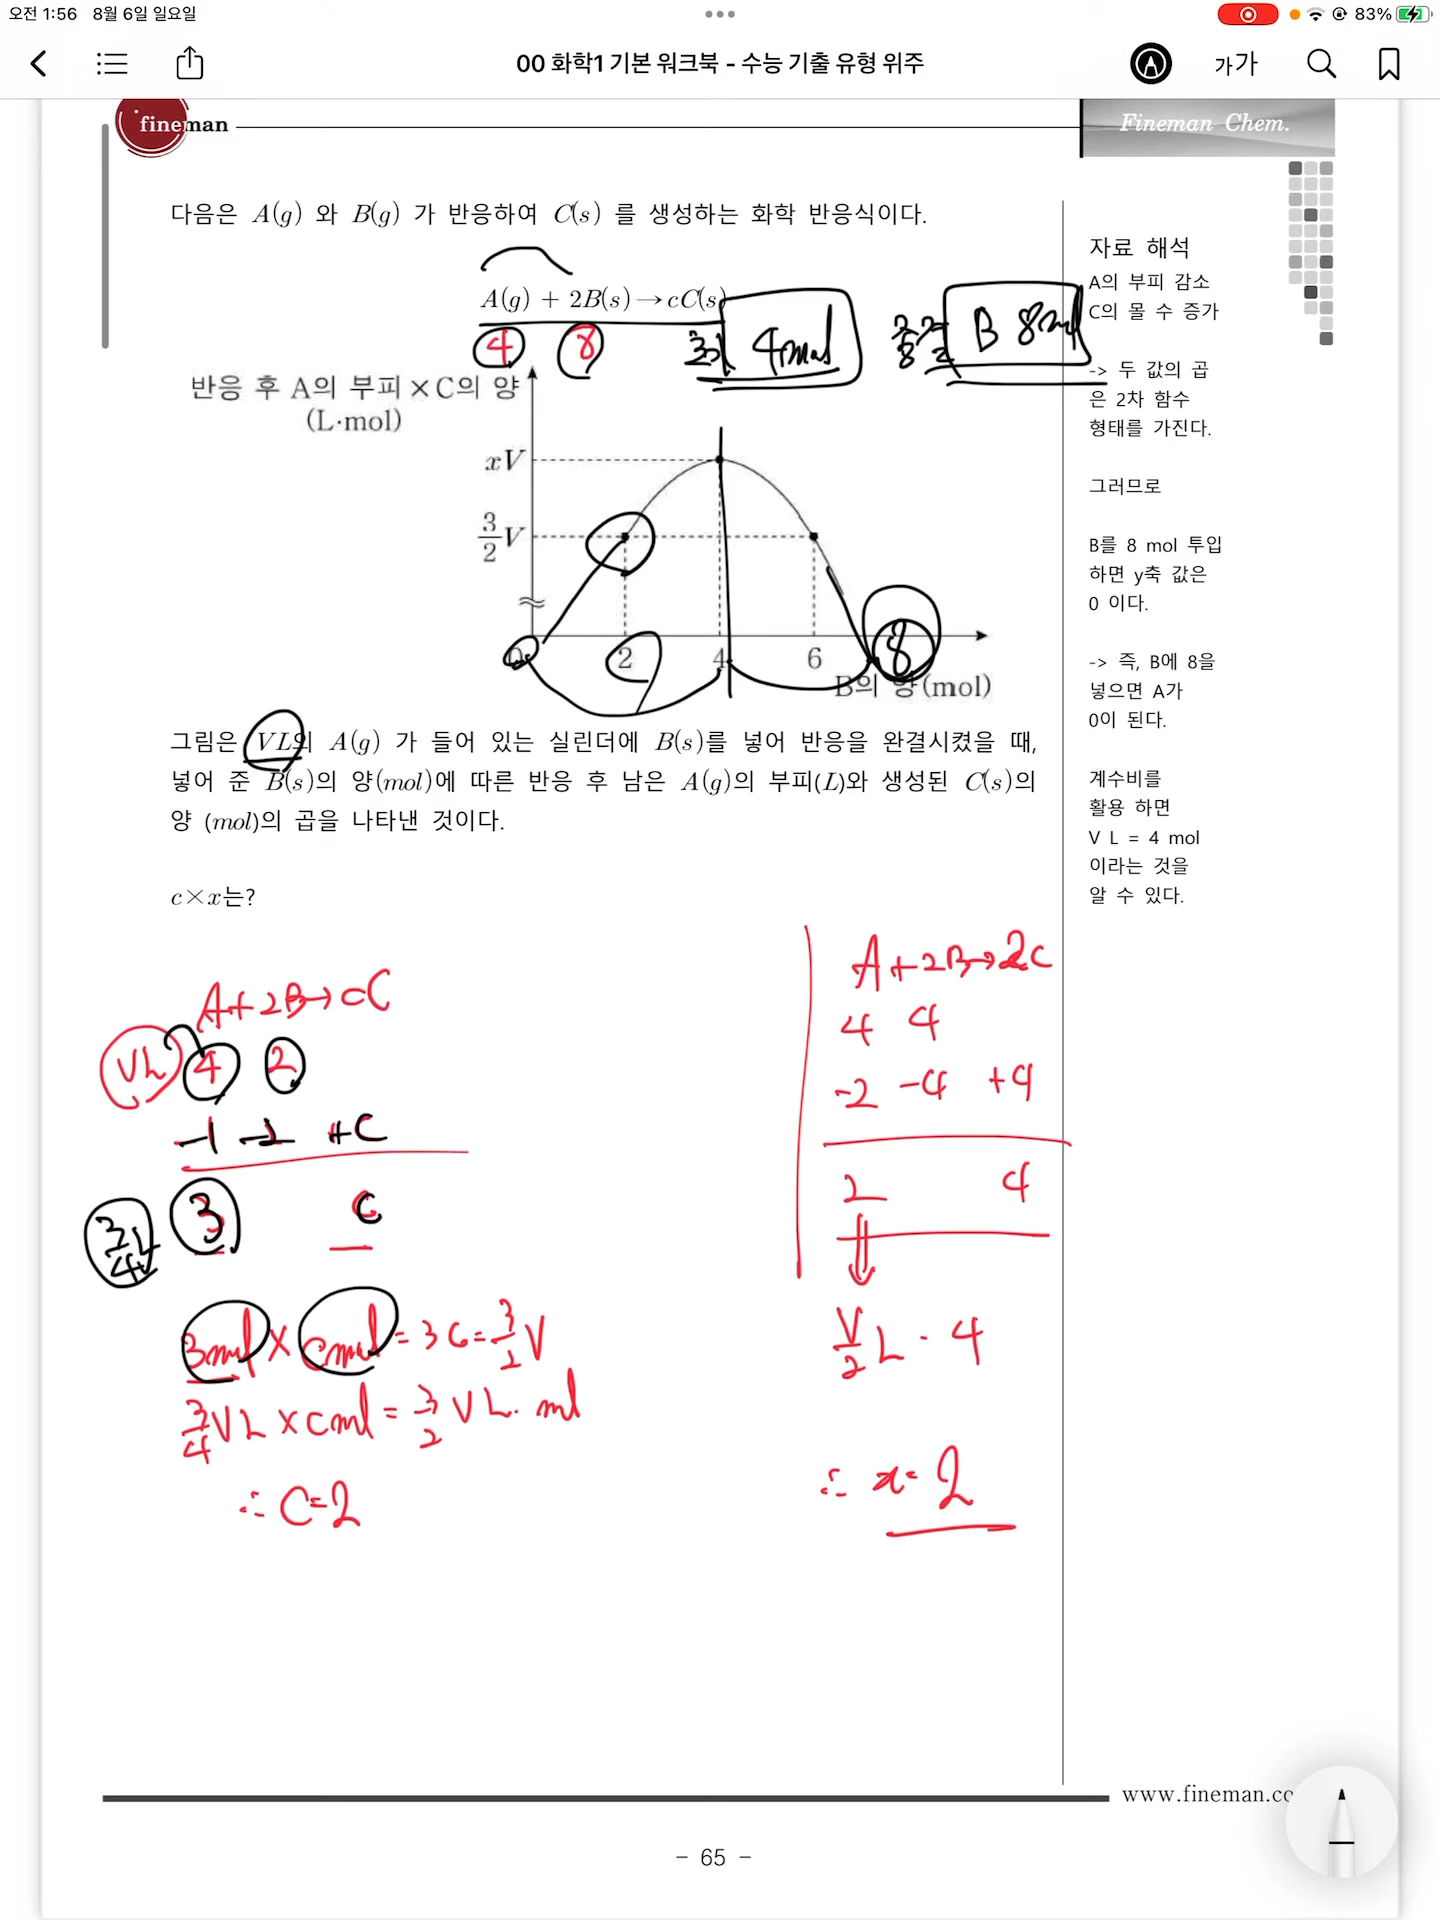 오전 1:56 8월 6일 일요일
83%
00 화학1 기본 워크북 - 수능 기출 유형 위주
가가
fineman
Fineman Chem.
다음은 A(g) 와 B(g) 가 반응하여 C(s) 를 생성하는 화학 반응식이다.
A(g) + 2B(s) → cC(s)
4 8
4mol
B 8mol
반응 후 A의 부피 × C의 양
(L·mol)
xV
3/2 V
0 2 4 6 8
B의 양(mol)
그림은 VL의 A(g) 가 들어 있는 실린더에 B(s)를 넣어 반응을 완결시켰을 때,
넣어 준 B(s)의 양(mol)에 따른 반응 후 남은 A(g)의 부피(L)와 생성된 C(s)의
양 (mol)의 곱을 나타낸 것이다.
c×x는?
자료 해석
A의 부피 감소
C의 몰 수 증가
-> 두 값의 곱
은 2차 함수
형태를 가진다.
그러므로
B를 8 mol 투입
하면 y축 값은
0 이다.
-> 즉, B에 8을
넣으면 A가
0이 된다.
계수비를
활용 하면
V L = 4 mol
이라는 것을
알 수 있다.
A+2B→cC
VL 4 2
-1 -2 +C
3/4 L 3 C
3mol × cmol = 3C = 3/2 V
3/4 VL × cml = 3/2 VL. ml
∴ C=2
A+2B→2C
4 4
-2 -4 +4
2 4
V/2 L · 4
∴ x= 2
www.fineman.co
- 65 -